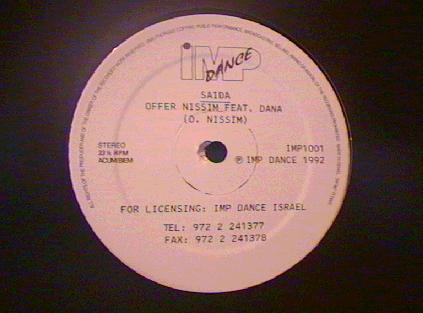 IMP
DANCE
SAIDA
OFFER NISSIM FEAT. DANA
(O. NISSIM)
STEREO
33⅓ RPM
ACUM/BIEM
IMP1001
℗ IMP DANCE 1992
FOR LICENSING: IMP DANCE ISRAEL
TEL: 972 2 241377
FAX: 972 2 241378